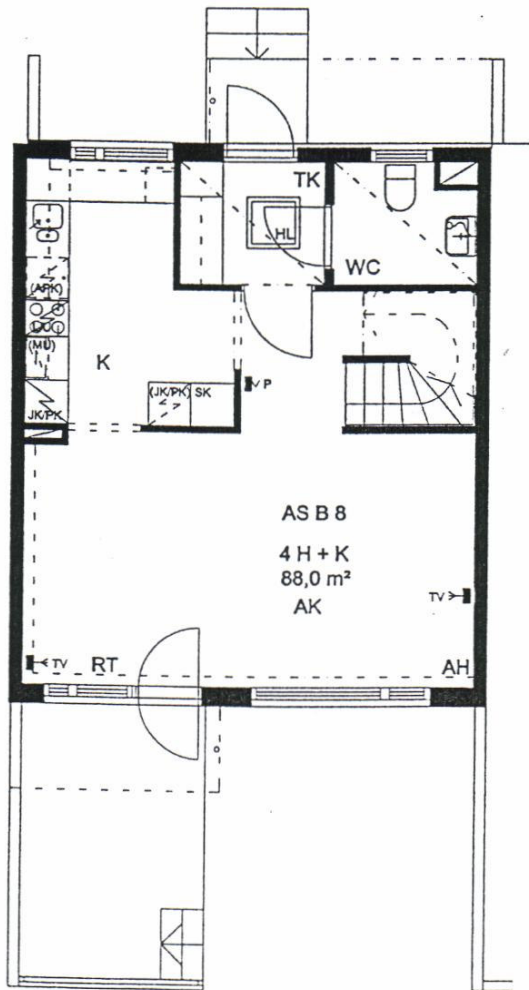 TK
HL
WC
(APK)
LU
(MU)
K
JK/PK
(JK/PK) SK
P
AS B 8
4 H + K
88,0 m²
AK
TV
TV
RT
AH